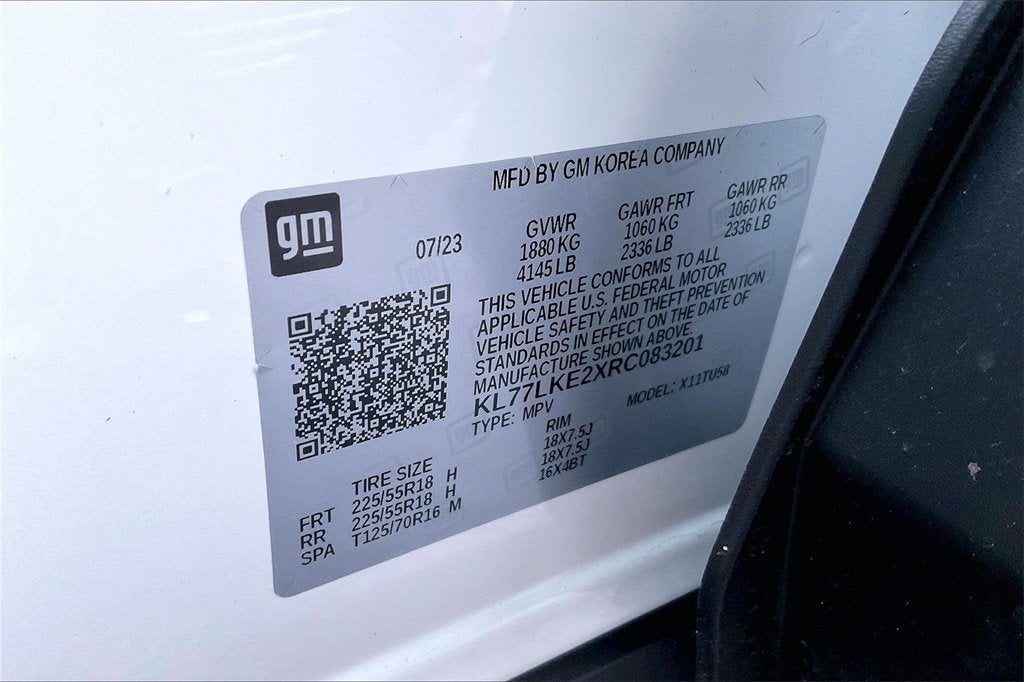 MFD BY GM KOREA COMPANY
gm
07/23
GVWR
1880 KG
4145 LB
GAWR FRT
1060 KG
2336 LB
GAWR RR
1060 KG
2336 LB
THIS VEHICLE CONFORMS TO ALL
APPLICABLE U.S. FEDERAL MOTOR
VEHICLE SAFETY AND THEFT PREVENTION
STANDARDS IN EFFECT ON THE DATE OF
MANUFACTURE SHOWN ABOVE.
KL77LKE2XRC083201
TYPE: MPV
MODEL: X11TU58
TIRE SIZE RIM
FRT 225/55R18 H 18X7.5J
RR 225/55R18 H 18X7.5J
SPA T125/70R16 M 16X4BT